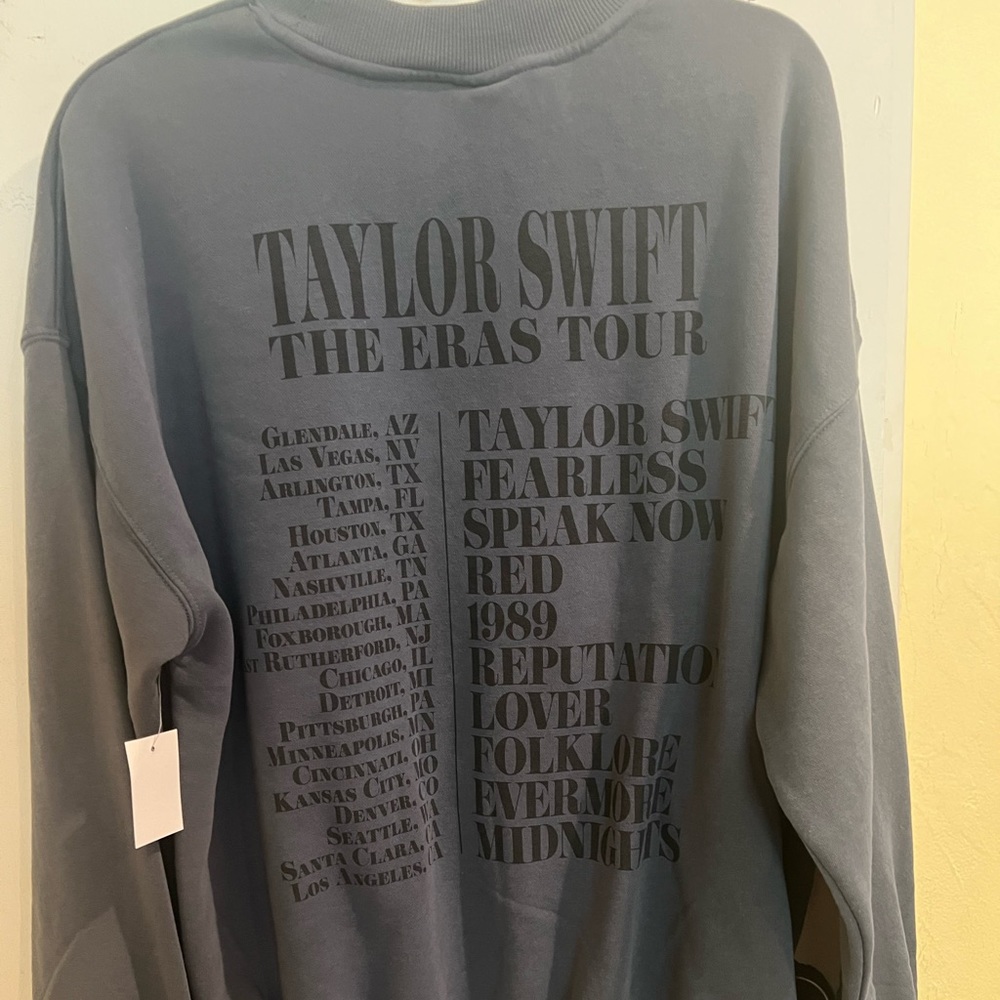 TAYLOR SWIFT
THE ERAS TOUR
GLENDALE, AZ
LAS VEGAS, NV
ARLINGTON, TX
TAMPA, FL
HOUSTON, TX
ATLANTA, GA
NASHVILLE, TN
PHILADELPHIA, PA
FOXBOROUGH, MA
ST RUTHERFORD, NJ
CHICAGO, IL
DETROIT, MI
PITTSBURGH, PA
MINNEAPOLIS, MN
CINCINNATI, OH
KANSAS CITY, MO
DENVER, CO
SEATTLE, WA
SANTA CLARA, CA
LOS ANGELES, CA
TAYLOR SWIFT
FEARLESS
SPEAK NOW
RED
1989
REPUTATION
LOVER
FOLKLORE
EVERMORE
MIDNIGHTS